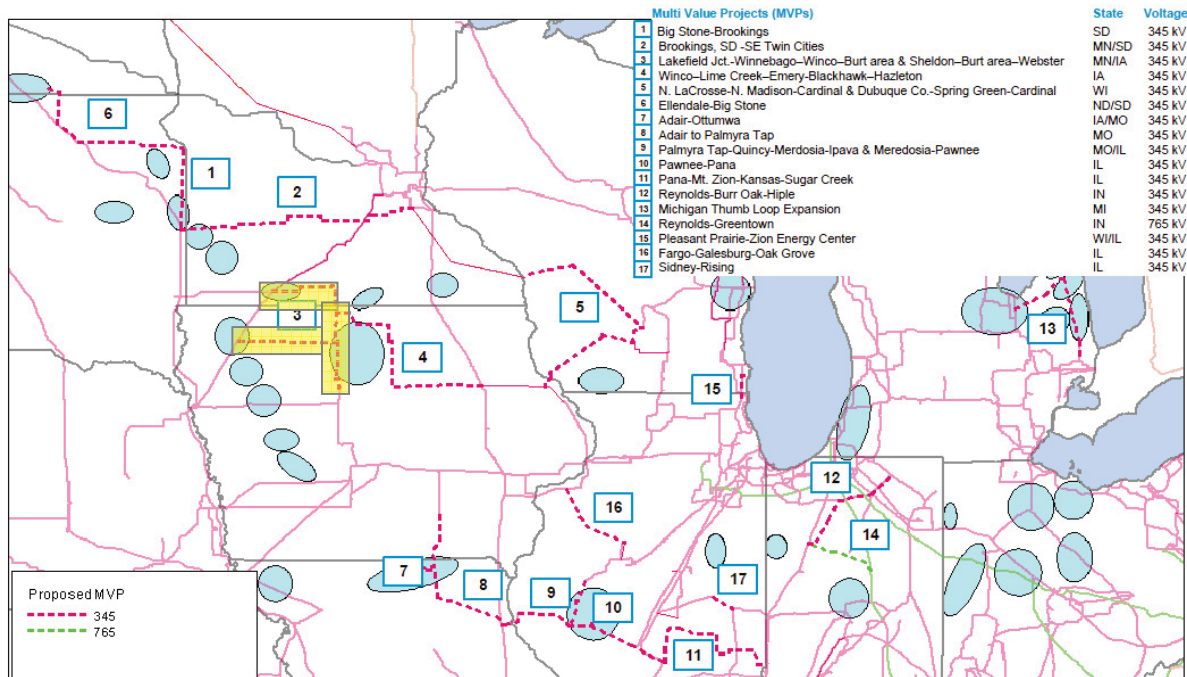 Multi Value Projects (MVPs) State Voltage
1 Big Stone-Brookings SD 345 kV
2 Brookings, SD -SE Twin Cities MN/SD 345 kV
3 Lakefield Jct.-Winnebago–Winco–Burt area & Sheldon–Burt area–Webster MN/IA 345 kV
4 Winco–Lime Creek–Emery-Blackhawk–Hazleton IA 345 kV
5 N. LaCrosse-N. Madison-Cardinal & Dubuque Co.-Spring Green-Cardinal WI 345 kV
6 Ellendale-Big Stone ND/SD 345 kV
7 Adair-Ottumwa IA/MO 345 kV
8 Adair to Palmyra Tap MO 345 kV
9 Palmyra Tap-Quincy-Merdosia-Ipava & Meredosia-Pawnee MO/IL 345 kV
10 Pawnee-Pana IL 345 kV
11 Pana-Mt. Zion-Kansas-Sugar Creek IL 345 kV
12 Reynolds-Burr Oak-Hiple IN 345 kV
13 Michigan Thumb Loop Expansion MI 345 kV
14 Reynolds-Greentown IN 765 kV
15 Pleasant Prairie-Zion Energy Center WI/IL 345 kV
16 Fargo-Galesburg-Oak Grove IL 345 kV
17 Sidney-Rising IL 345 kV
6
1
2
3
5
13
4
15
12
16
14
7
8
9
10
17
11
Proposed MVP
345
765